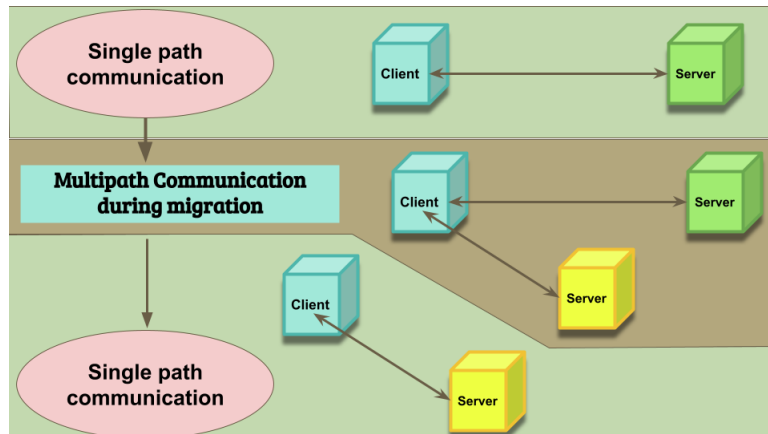 Single path
communication
Client
Server
Multipath Communication
during migration
Client
Server
Server
Client
Server
Single path
communication